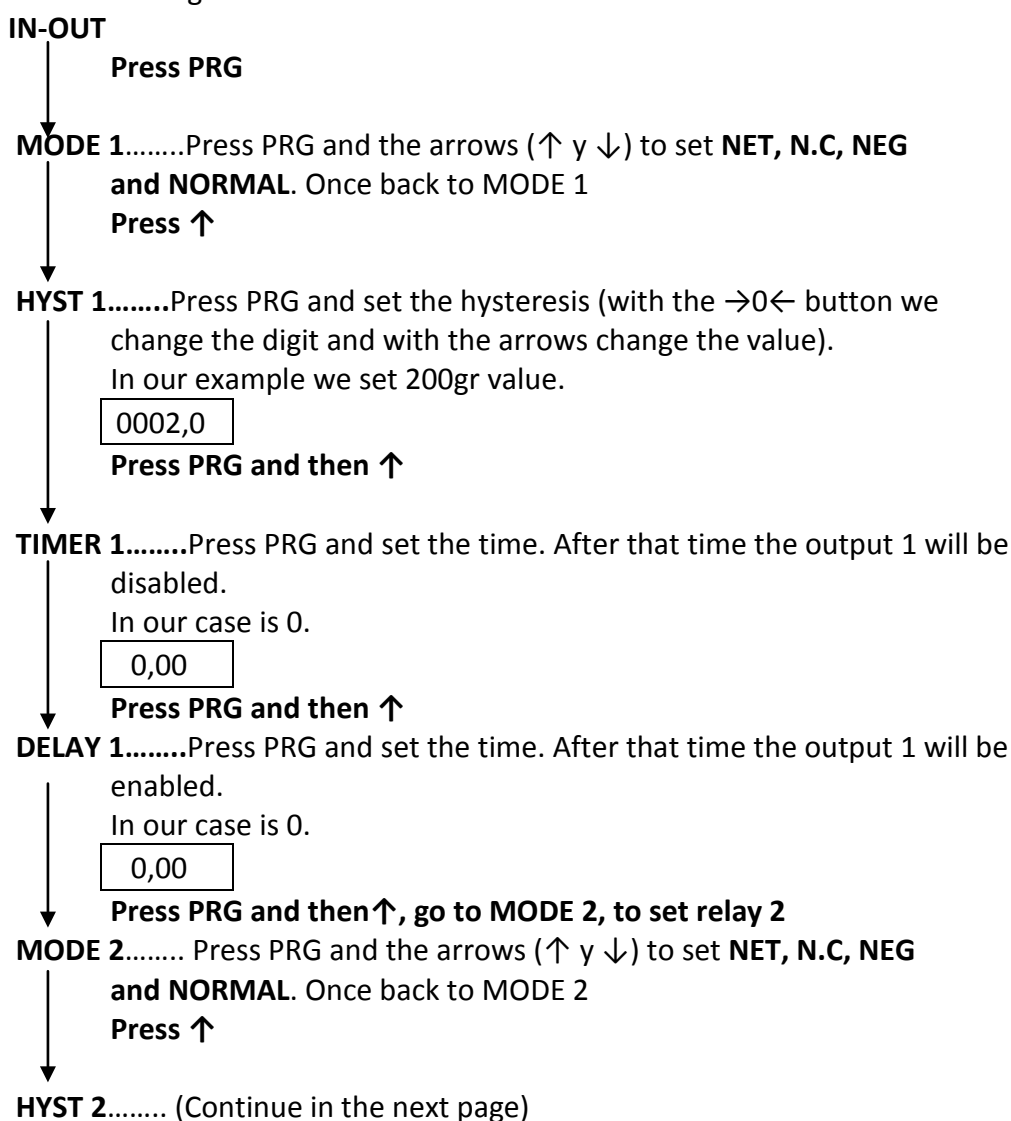 IN-OUT
Press PRG
MODE 1........Press PRG and the arrows (↑ y ↓) to set NET, N.C, NEG
and NORMAL. Once back to MODE 1
Press ↑
HYST 1........Press PRG and set the hysteresis (with the →0← button we
change the digit and with the arrows change the value).
In our example we set 200gr value.
0002,0
Press PRG and then ↑
TIMER 1........Press PRG and set the time. After that time the output 1 will be
disabled.
In our case is 0.
0,00
Press PRG and then ↑
DELAY 1........Press PRG and set the time. After that time the output 1 will be
enabled.
In our case is 0.
0,00
Press PRG and then↑, go to MODE 2, to set relay 2
MODE 2........ Press PRG and the arrows (↑ y ↓) to set NET, N.C, NEG
and NORMAL. Once back to MODE 2
Press ↑
HYST 2........ (Continue in the next page)